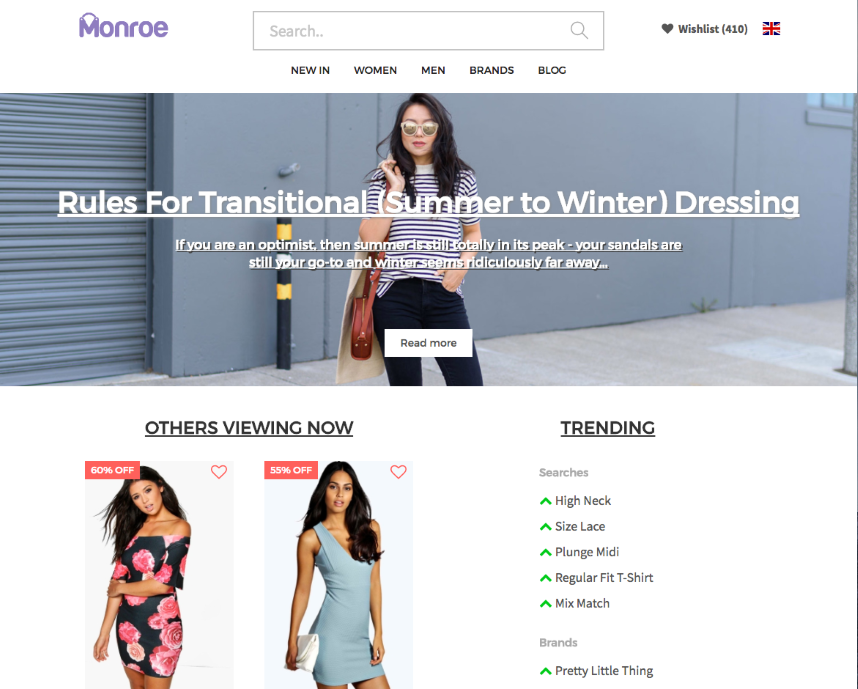 Monroe
Search..
Wishlist (410)
NEW IN WOMEN MEN BRANDS BLOG
Rules For Transitional (Summer to Winter) Dressing
If you are an optimist, then summer is still totally in its peak - your sandals are
still your go-to and winter seems ridiculously far away...
Read more
OTHERS VIEWING NOW
60% OFF
55% OFF
TRENDING
Searches
High Neck
Size Lace
Plunge Midi
Regular Fit T-Shirt
Mix Match
Brands
Pretty Little Thing